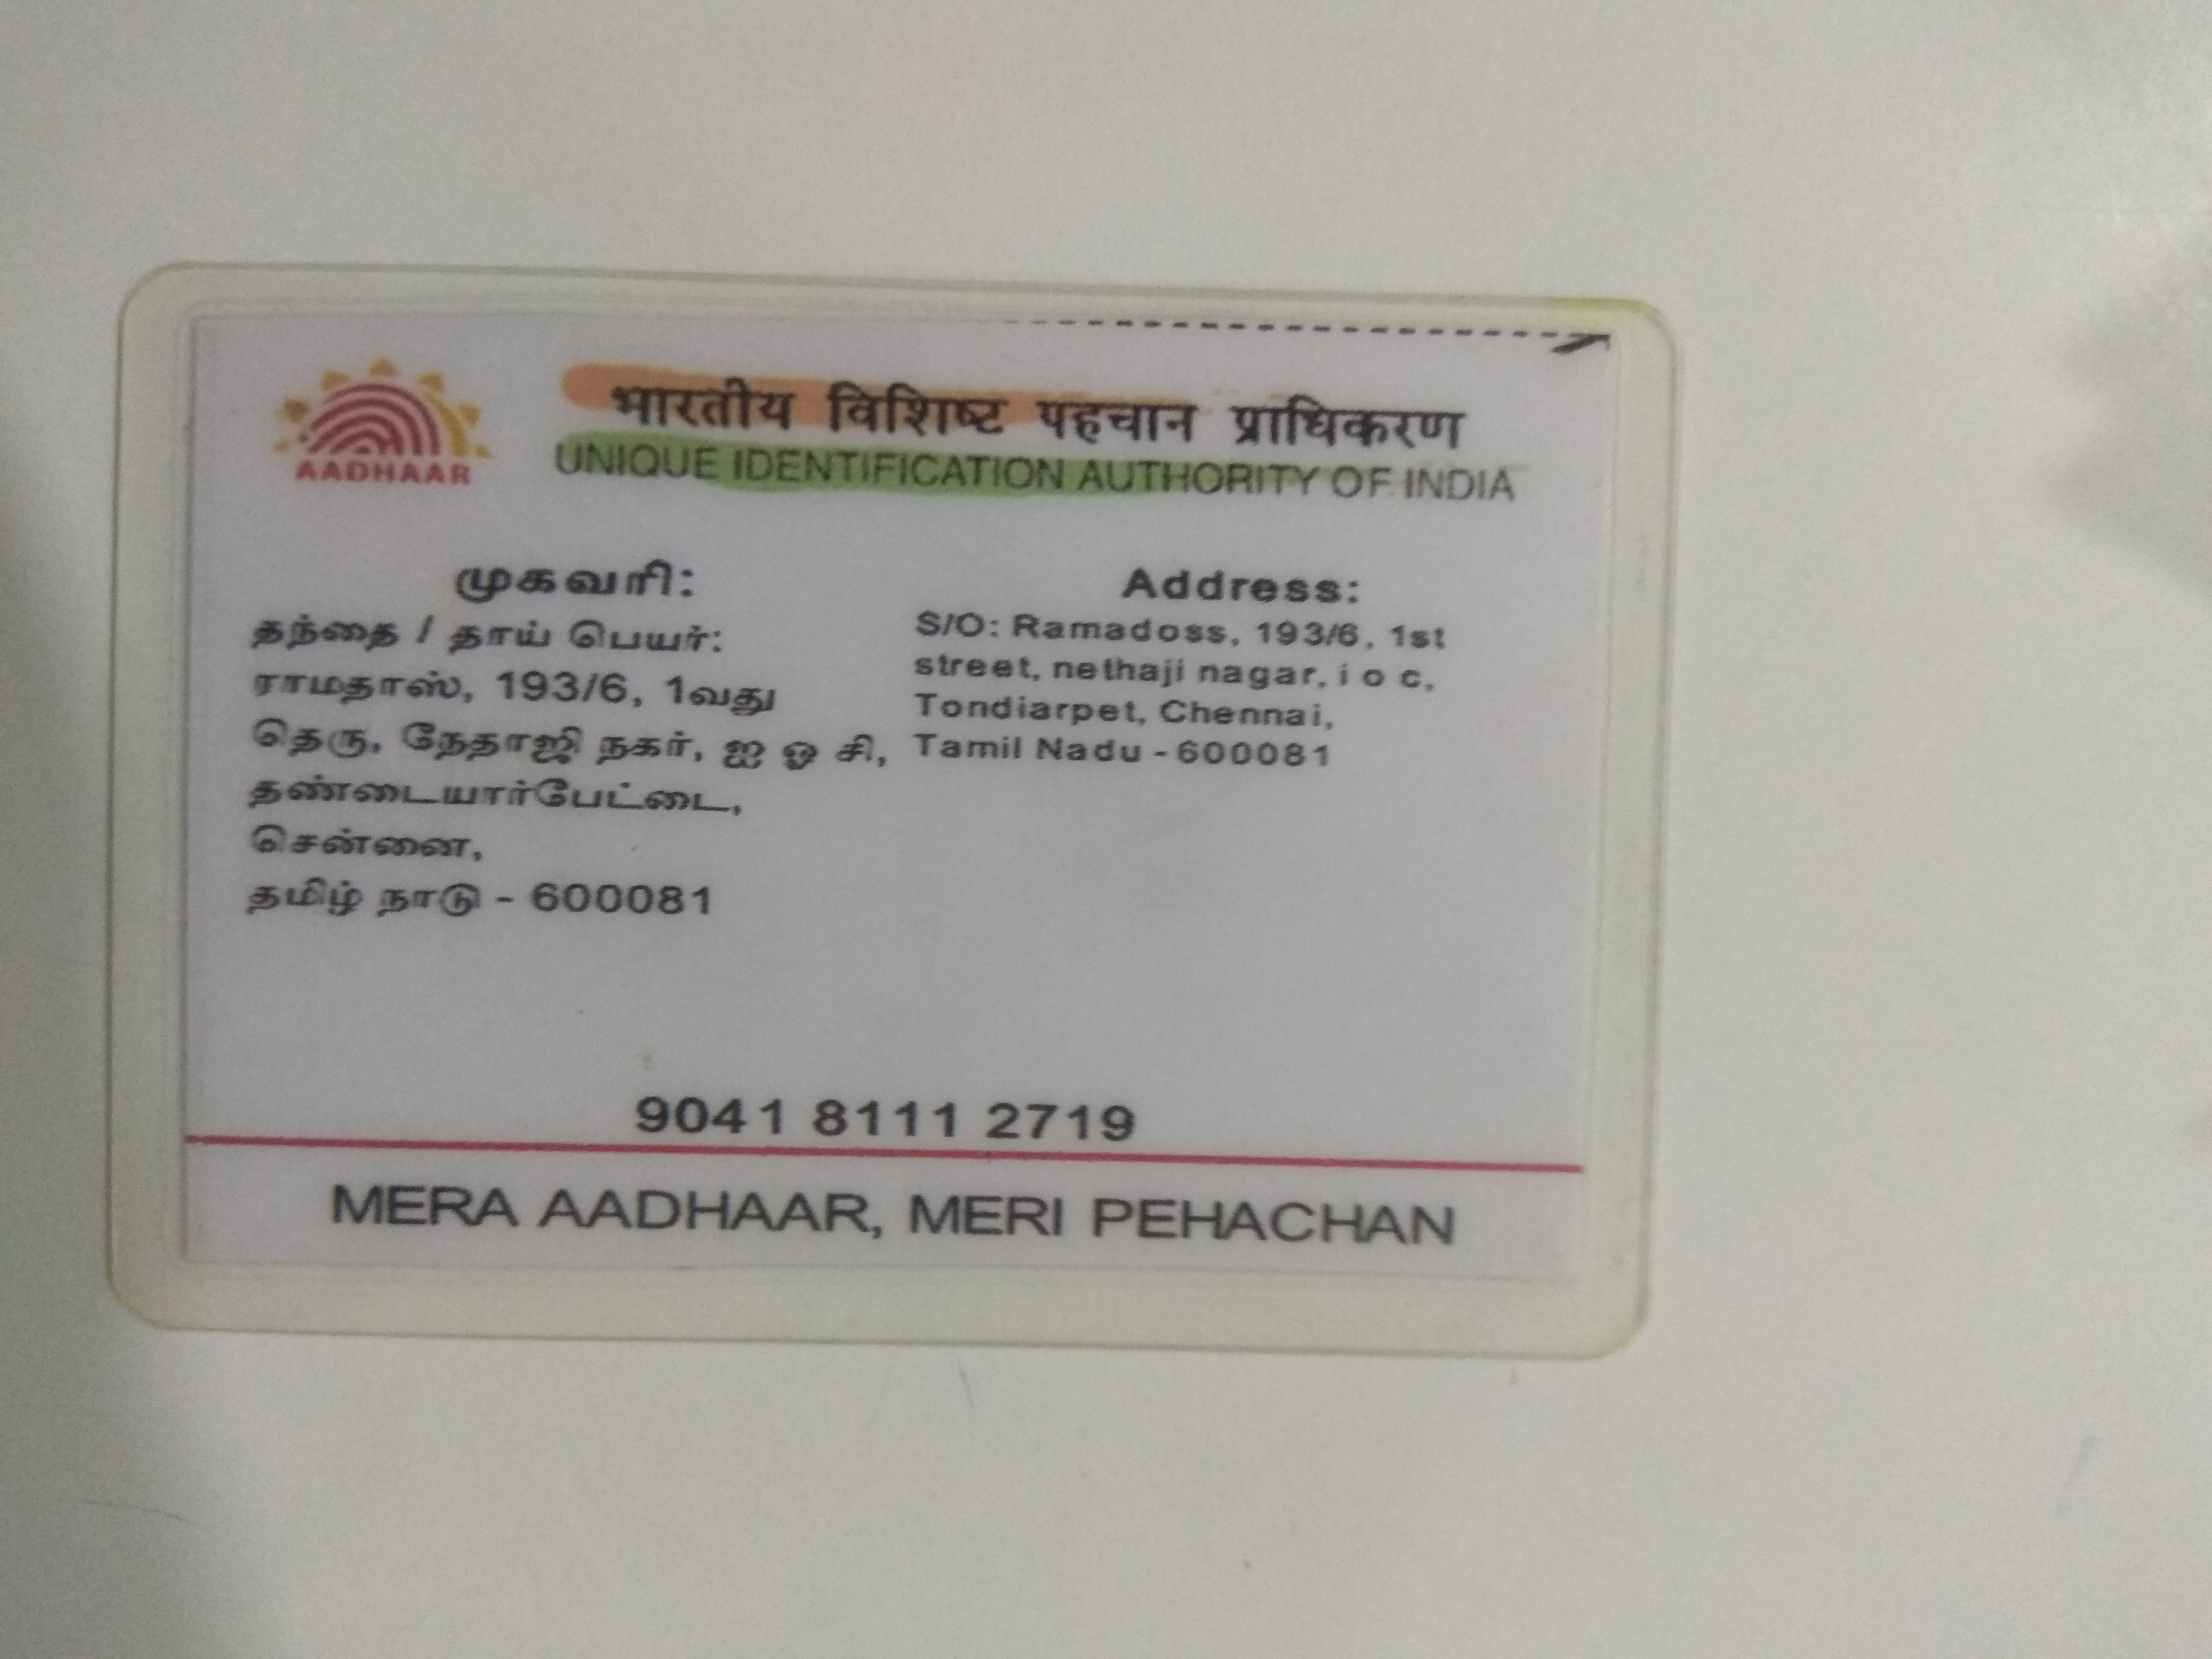 भारतीय विशिष्ट पहचान प्राधिकरण
UNIQUE IDENTIFICATION AUTHORITY OF INDIA
AADHAAR
முகவரி:
தந்தை / தாய் பெயர்:
ராமதாஸ், 193/6, 1வது
தெரு, நேதாஜி நகர், ஐ ஓ சி,
தண்டையார்பேட்டை,
சென்னை,
தமிழ் நாடு - 600081
Address:
S/O: Ramadoss, 193/6, 1st
street, nethaji nagar, i o c,
Tondiarpet, Chennai,
Tamil Nadu - 600081
9041 8111 2719
MERA AADHAAR, MERI PEHACHAN